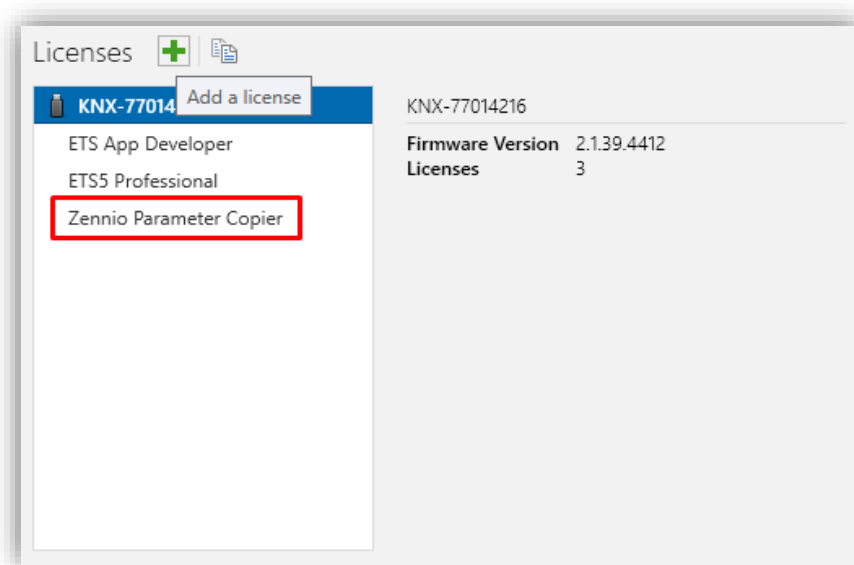 Licenses
Add a license
KNX-77014
ETS App Developer
ETS5 Professional
Zennio Parameter Copier
KNX-77014216
Firmware Version 2.1.39.4412
Licenses 3